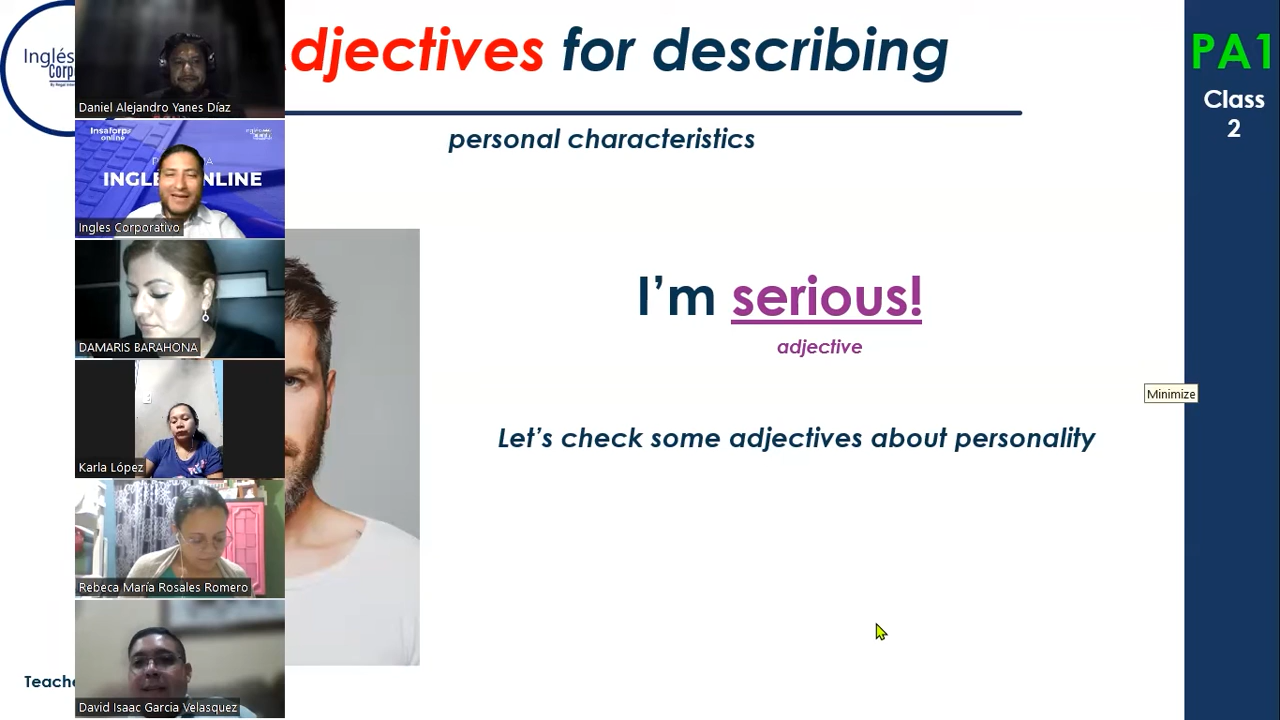 djectives for describing
personal characteristics
I'm serious!
adjective
Let's check some adjectives about personality
PA1
Class
2
Minimize
Inglés
Corp
Daniel Alejandro Yanes Díaz
Insaforp
online
INGL NLINE
Ingles Corporativo
DAMARIS BARAHONA
Karla López
Rebeca María Rosales Romero
David Isaac Garcia Velasquez
Teache